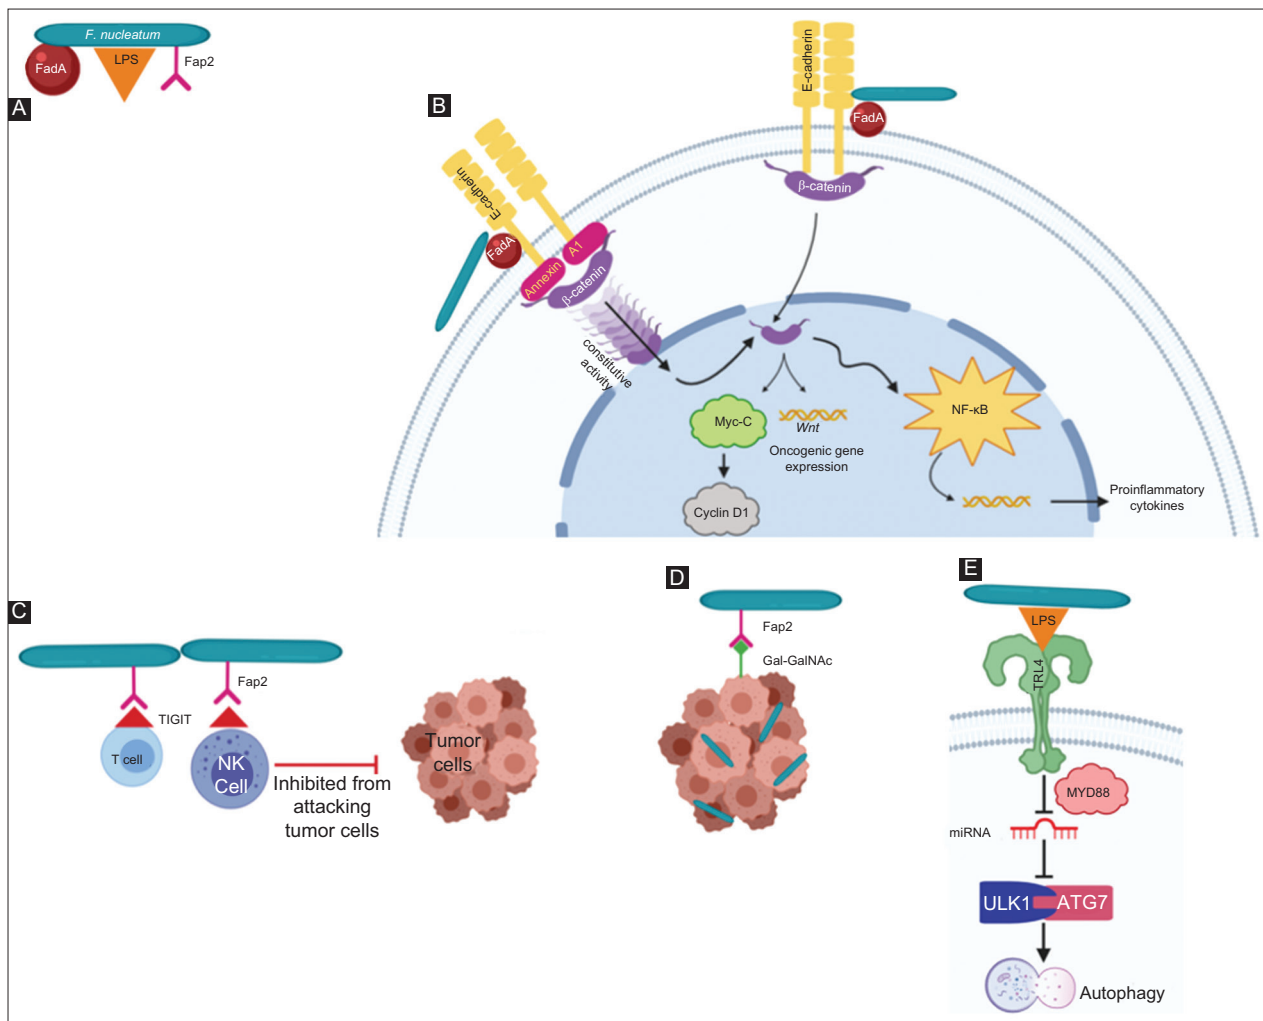 A
F. nucleatum
FadA
LPS
Fap2
B
E-cadherin
FadA
β-catenin
E-cadherin
FadA
Annexin
A1
β-catenin
constitutive
activity
Myc-C
Wnt
Oncogenic gene
expression
Cyclin D1
NF-κB
Proinflammatory
cytokines
C
Fap2
TIGIT
T cell
NK
Cell
Inhibited from
attacking
tumor cells
Tumor
cells
D
Fap2
Gal-GalNAc
E
LPS
TRL4
MYD88
miRNA
ULK1
ATG7
Autophagy